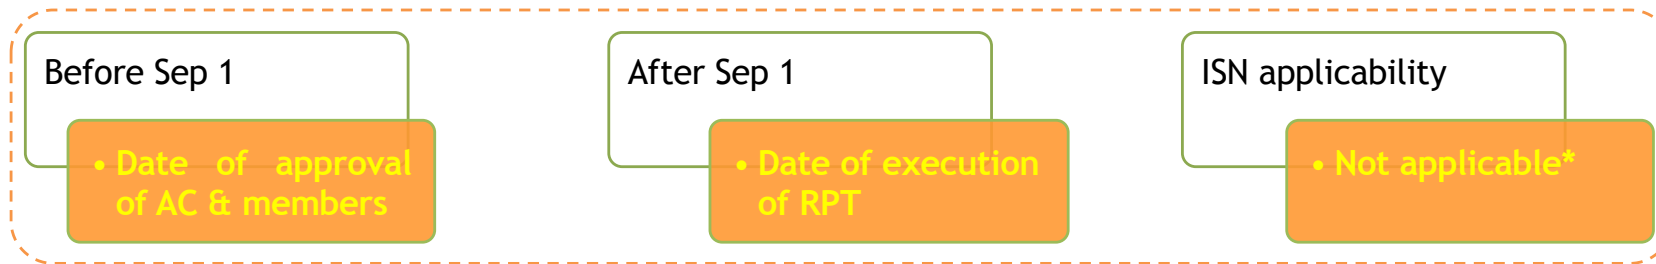 Before Sep 1
• Date of approval
of AC & members
After Sep 1
• Date of execution
of RPT
ISN applicability
• Not applicable*